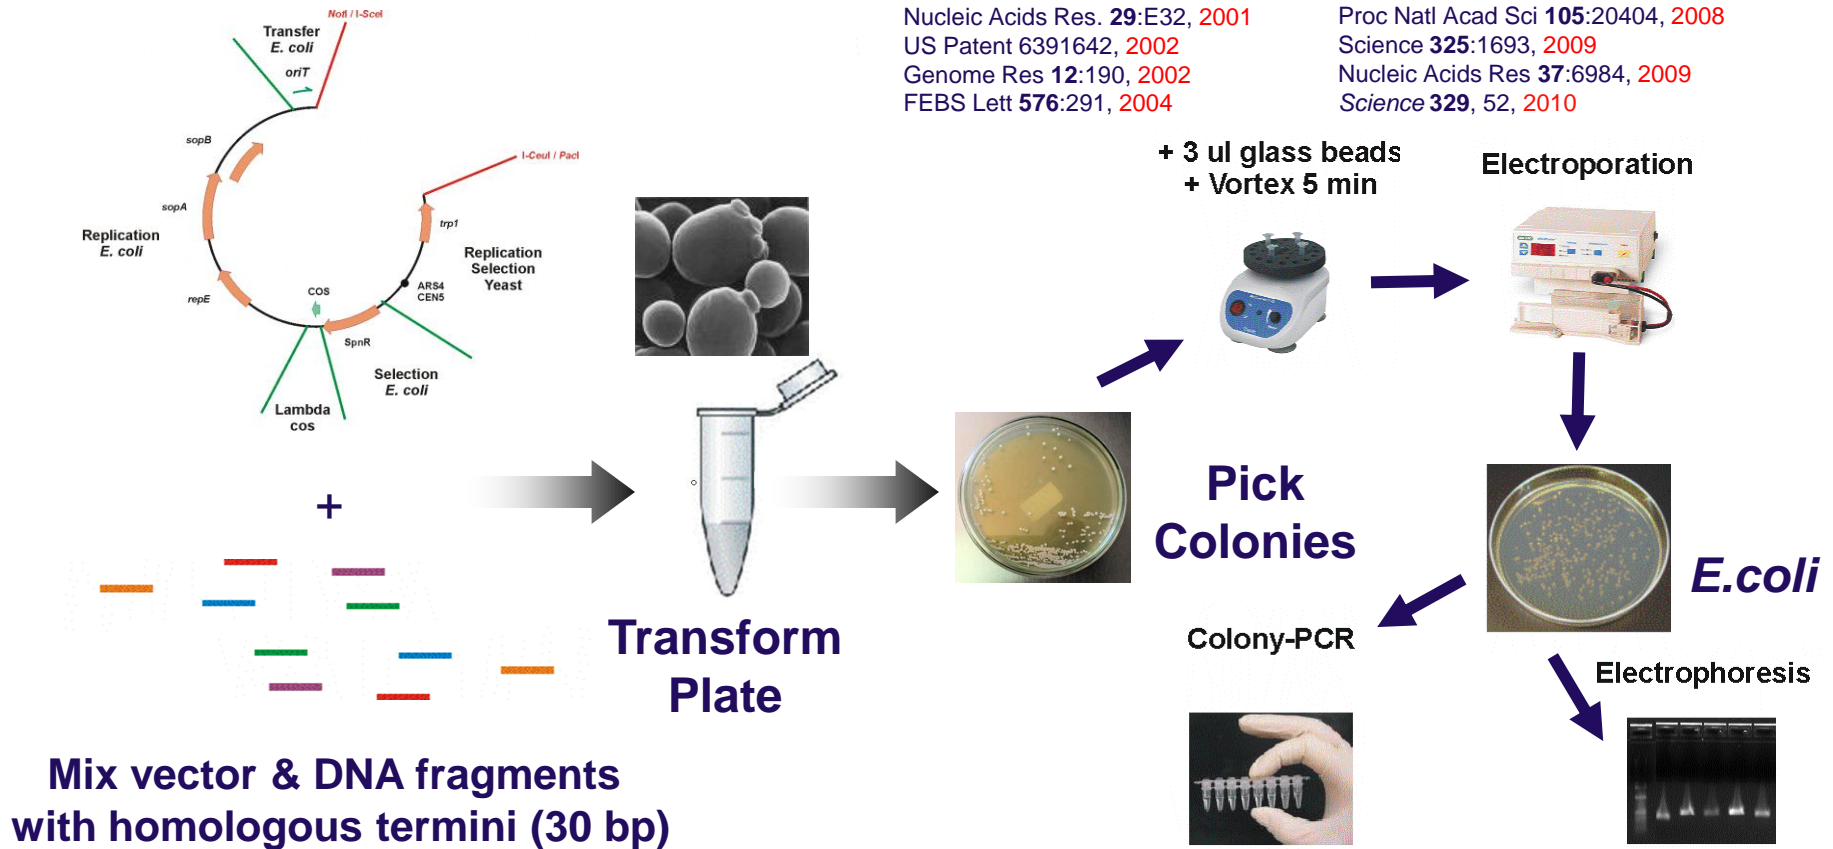 NotI / I-SceI
Transfer
E. coli
oriT
sopB
I-CeuI / PacI
sopA
trp1
Replication
E. coli
Replication
Selection
Yeast
repE
COS
ARS4
CEN5
SpnR
Selection
E. coli
Lambda
cos
+
Mix vector & DNA fragments
with homologous termini (30 bp)
Transform
Plate
Nucleic Acids Res. 29:E32, 2001
US Patent 6391642, 2002
Genome Res 12:190, 2002
FEBS Lett 576:291, 2004
Proc Natl Acad Sci 105:20404, 2008
Science 325:1693, 2009
Nucleic Acids Res 37:6984, 2009
Science 329, 52, 2010
+ 3 ul glass beads
+ Vortex 5 min
Electroporation
Pick
Colonies
E.coli
Colony-PCR
Electrophoresis